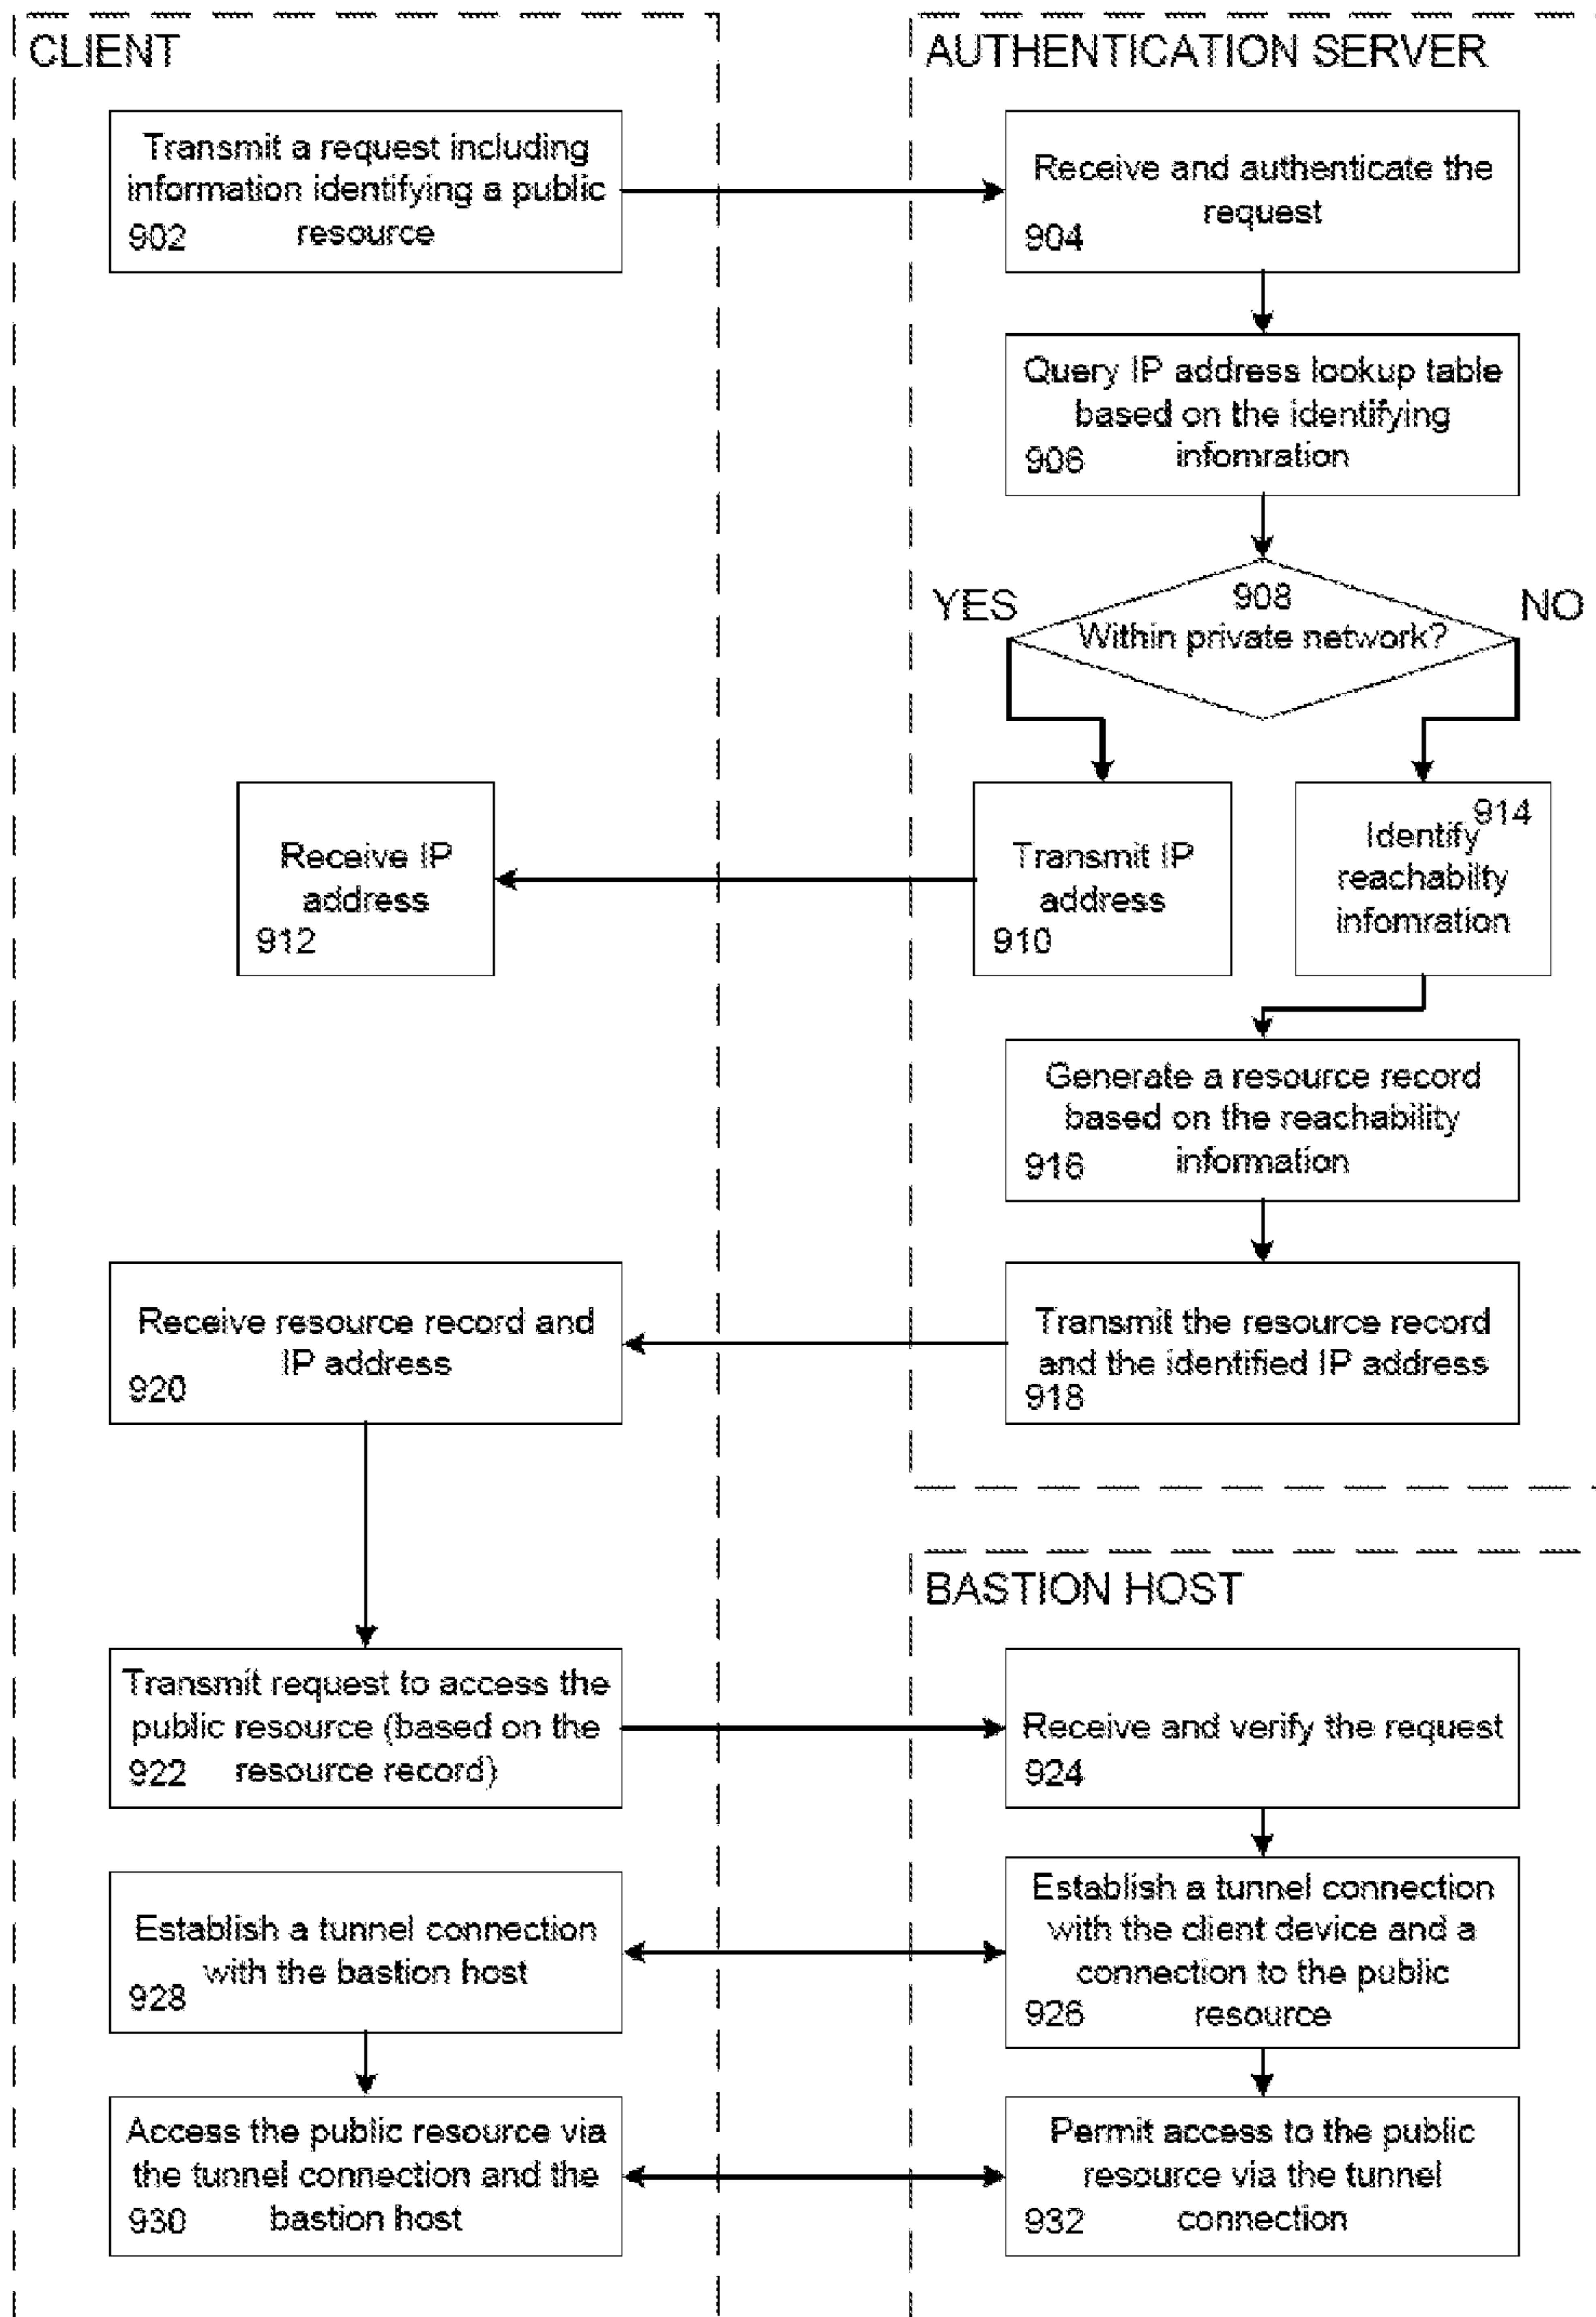 CLIENT
AUTHENTICATION SERVER
Transmit a request including
information identifying a public
902 resource
Receive and authenticate the
request
904
Query IP address lookup table
based on the identifying
906 infomration
YES
908
NO
Within private network?
Receive IP
address
912
Transmit IP
address
910
914
Identify
reachabilty
infomration
Generate a resource record
based on the reachability
916 information
Receive resource record and
IP address
920
Transmit the resource record
and the identified IP address
918
BASTION HOST
Transmit request to access the
public resource (based on the
922 resource record)
Receive and verify the request
924
Establish a tunnel connection
with the bastion host
928
Establish a tunnel connection
with the client device and a
connection to the public
926 resource
Access the public resource via
the tunnel connection and the
930 bastion host
Permit access to the public
resource via the tunnel
932 connection